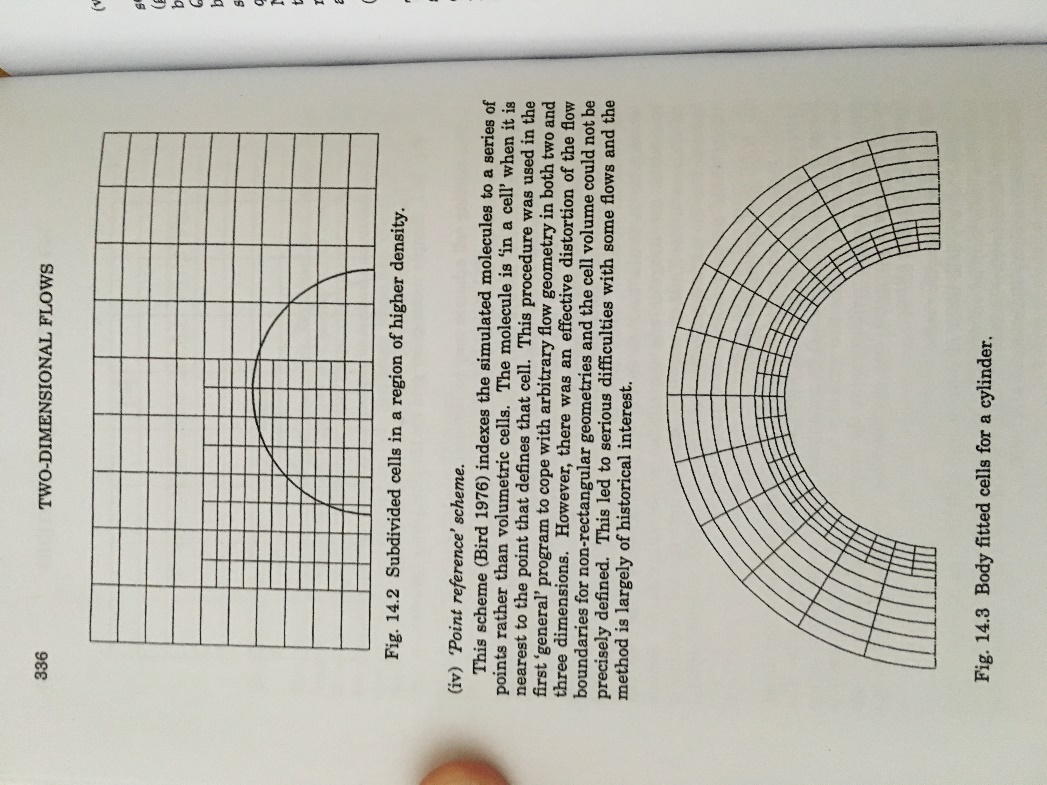 336
TWO-DIMENSIONAL FLOWS
Fig. 14.2 Subdivided cells in a region of higher density.
(iv) 'Point reference' scheme.
This scheme (Bird 1976) indexes the simulated molecules to a series of
points rather than volumetric cells. The molecule is 'in a cell' when it is
nearest to the point that defines that cell. This procedure was used in the
first 'general' program to cope with arbitrary flow geometry in both two and
three dimensions. However, there was an effective distortion of the flow
boundaries for non-rectangular geometries and the cell volume could not be
precisely defined. This led to serious difficulties with some flows and the
method is largely of historical interest.
Fig. 14.3 Body fitted cells for a cylinder.